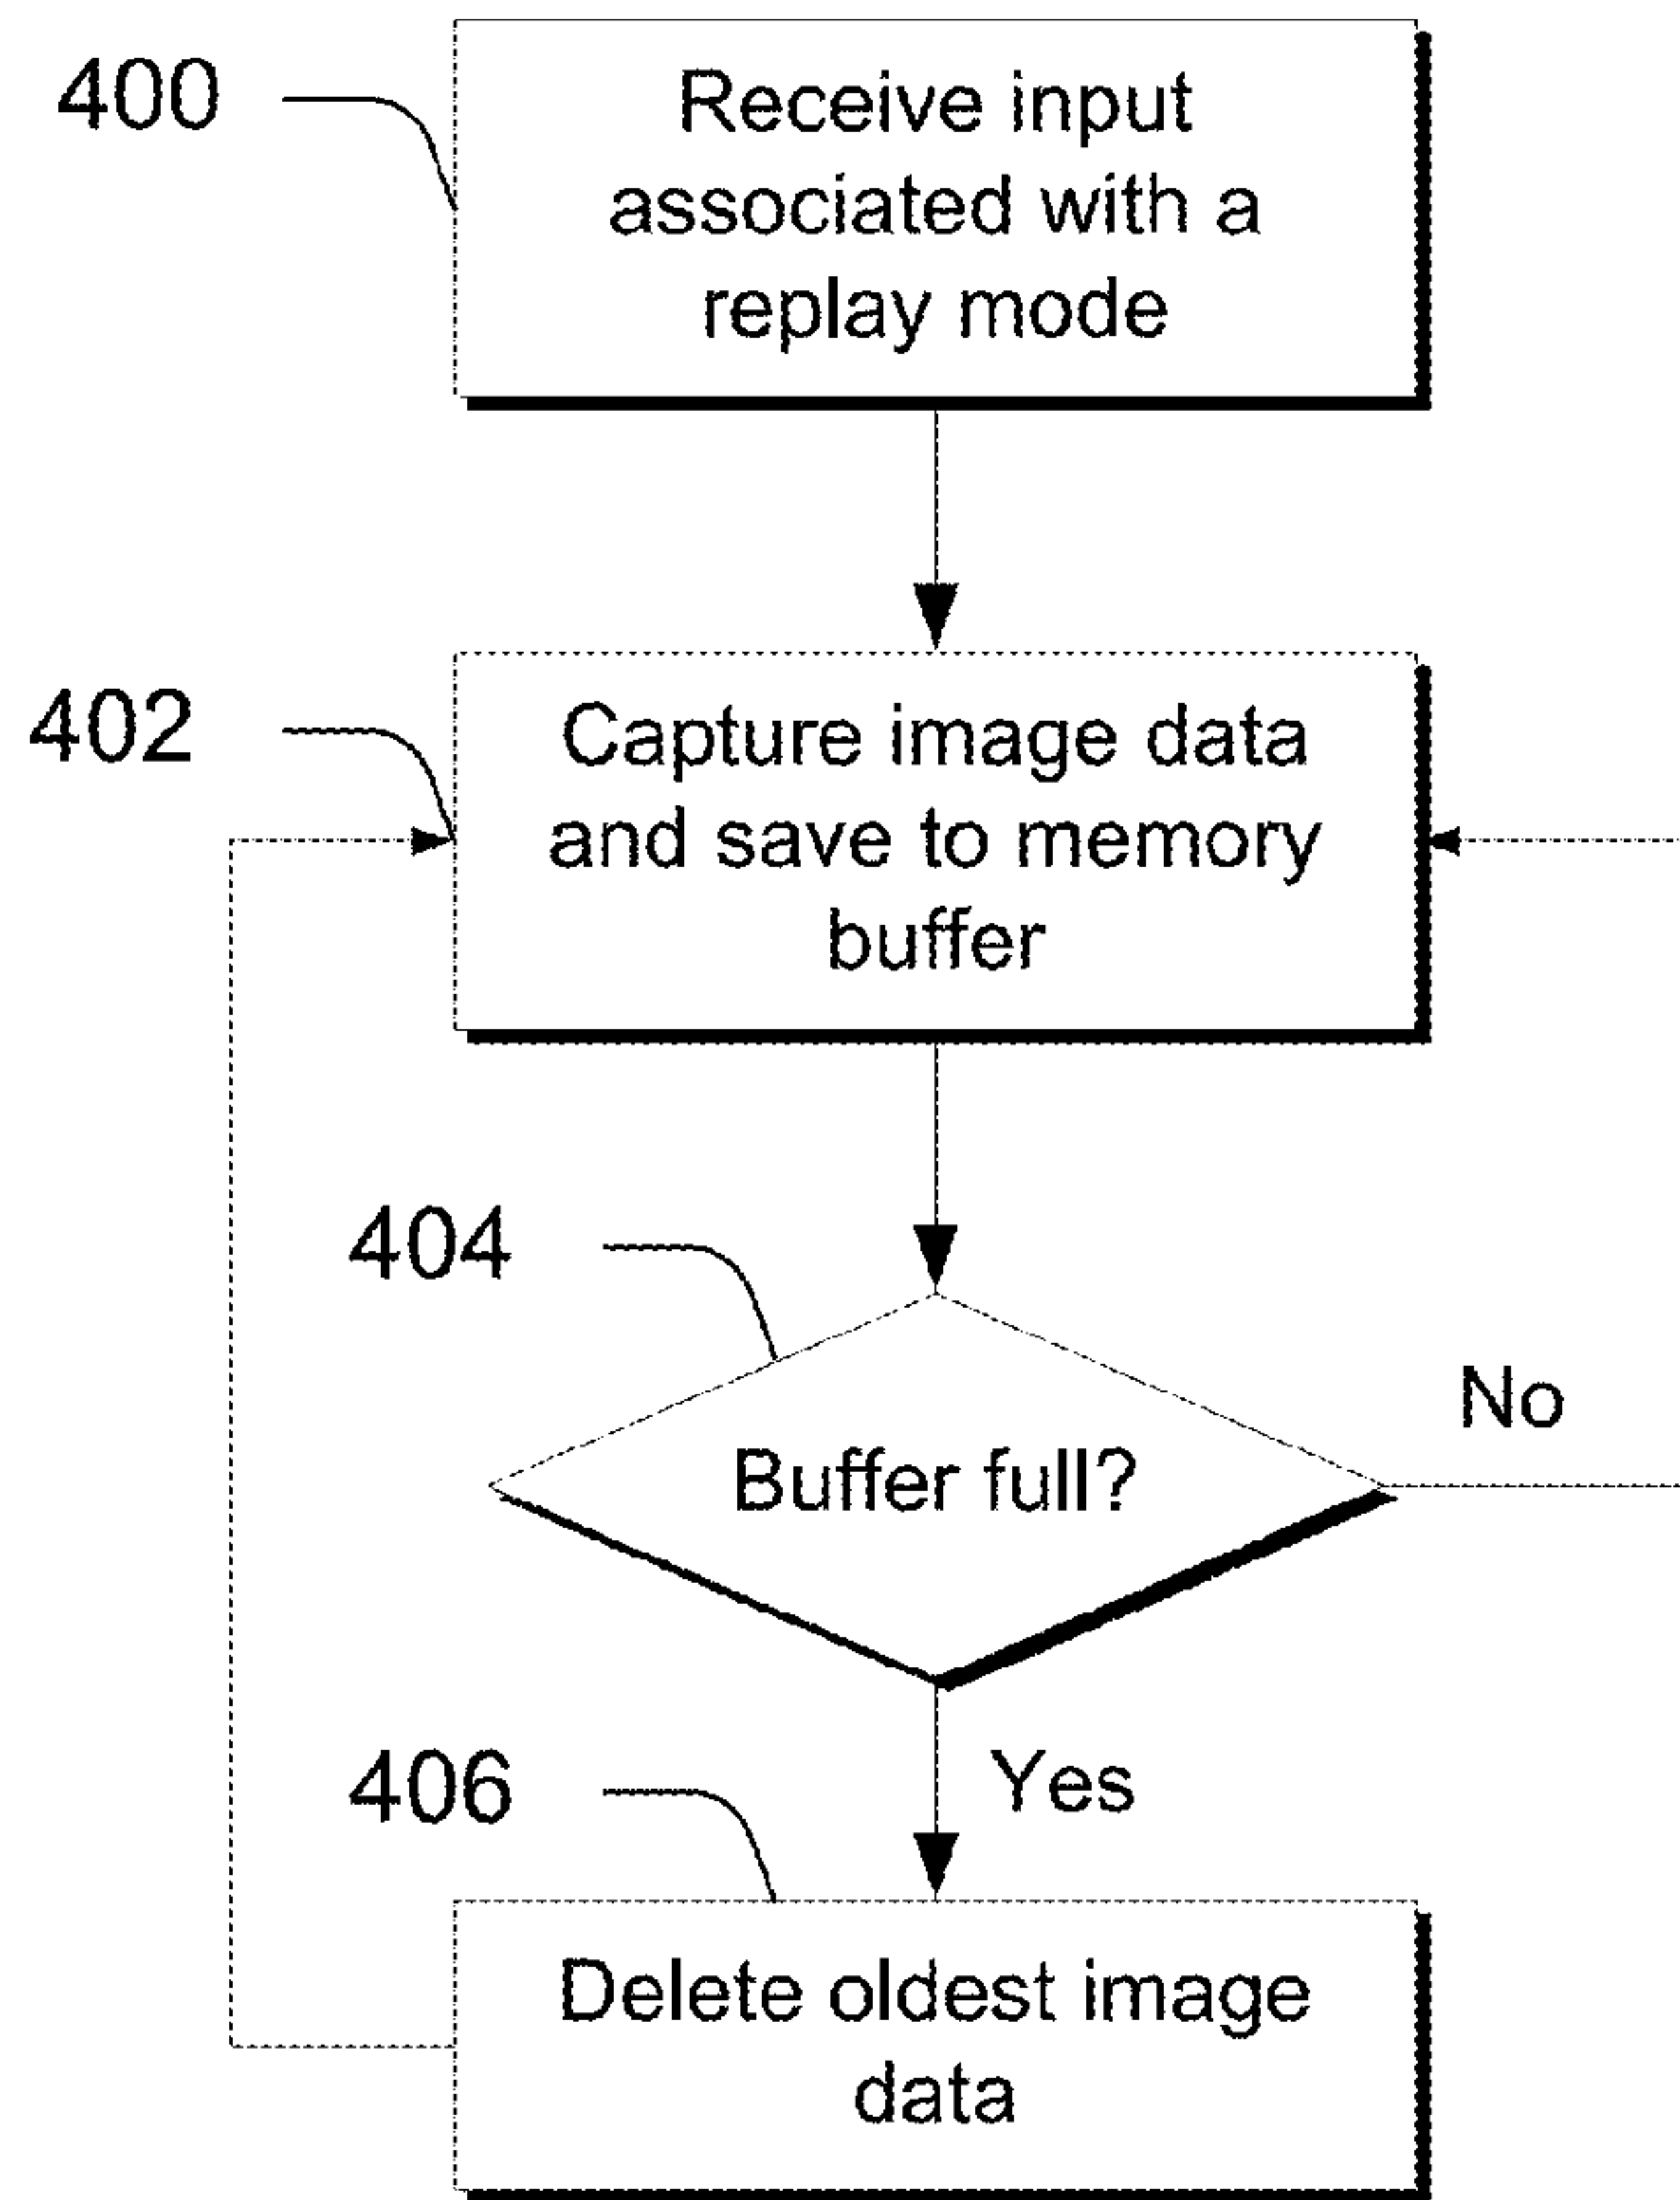 400
Receive input
associated with a
replay mode
402
Capture image data
and save to memory
buffer
404
Buffer full?
No
406
Yes
Delete oldest image
data